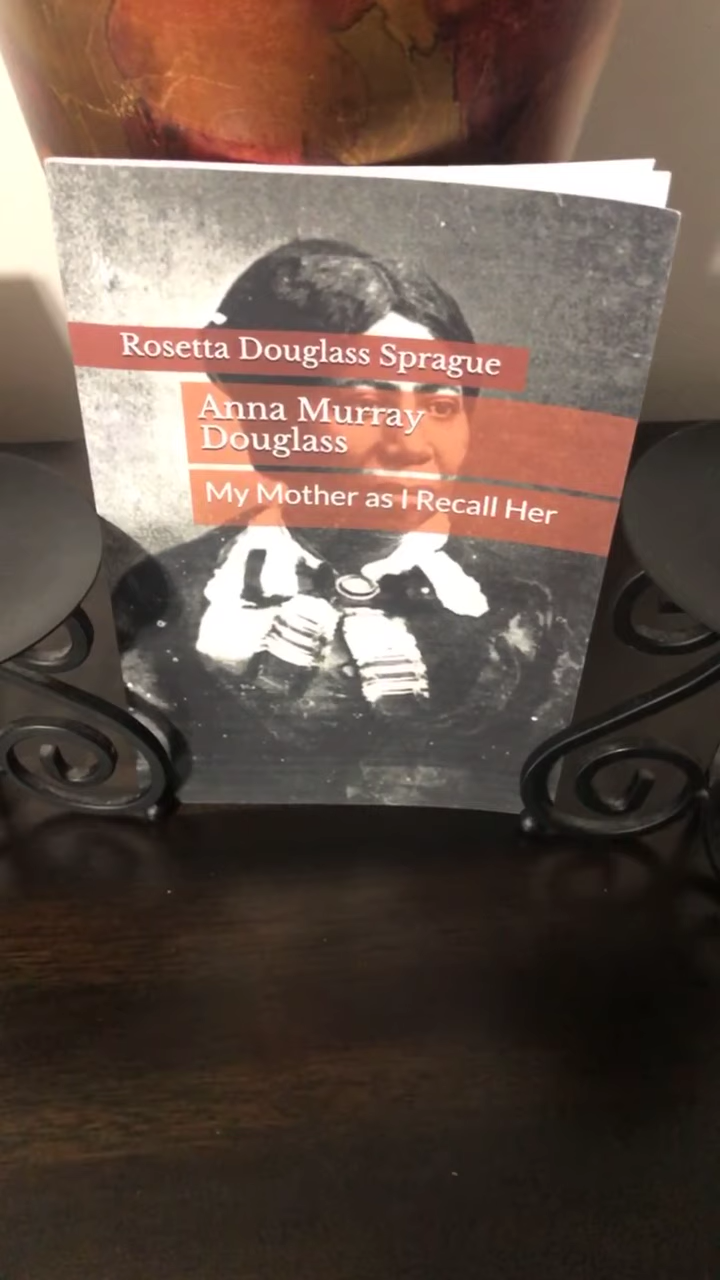 Rosetta Douglass Sprague
Anna Murray
Douglass
My Mother as I Recall Her